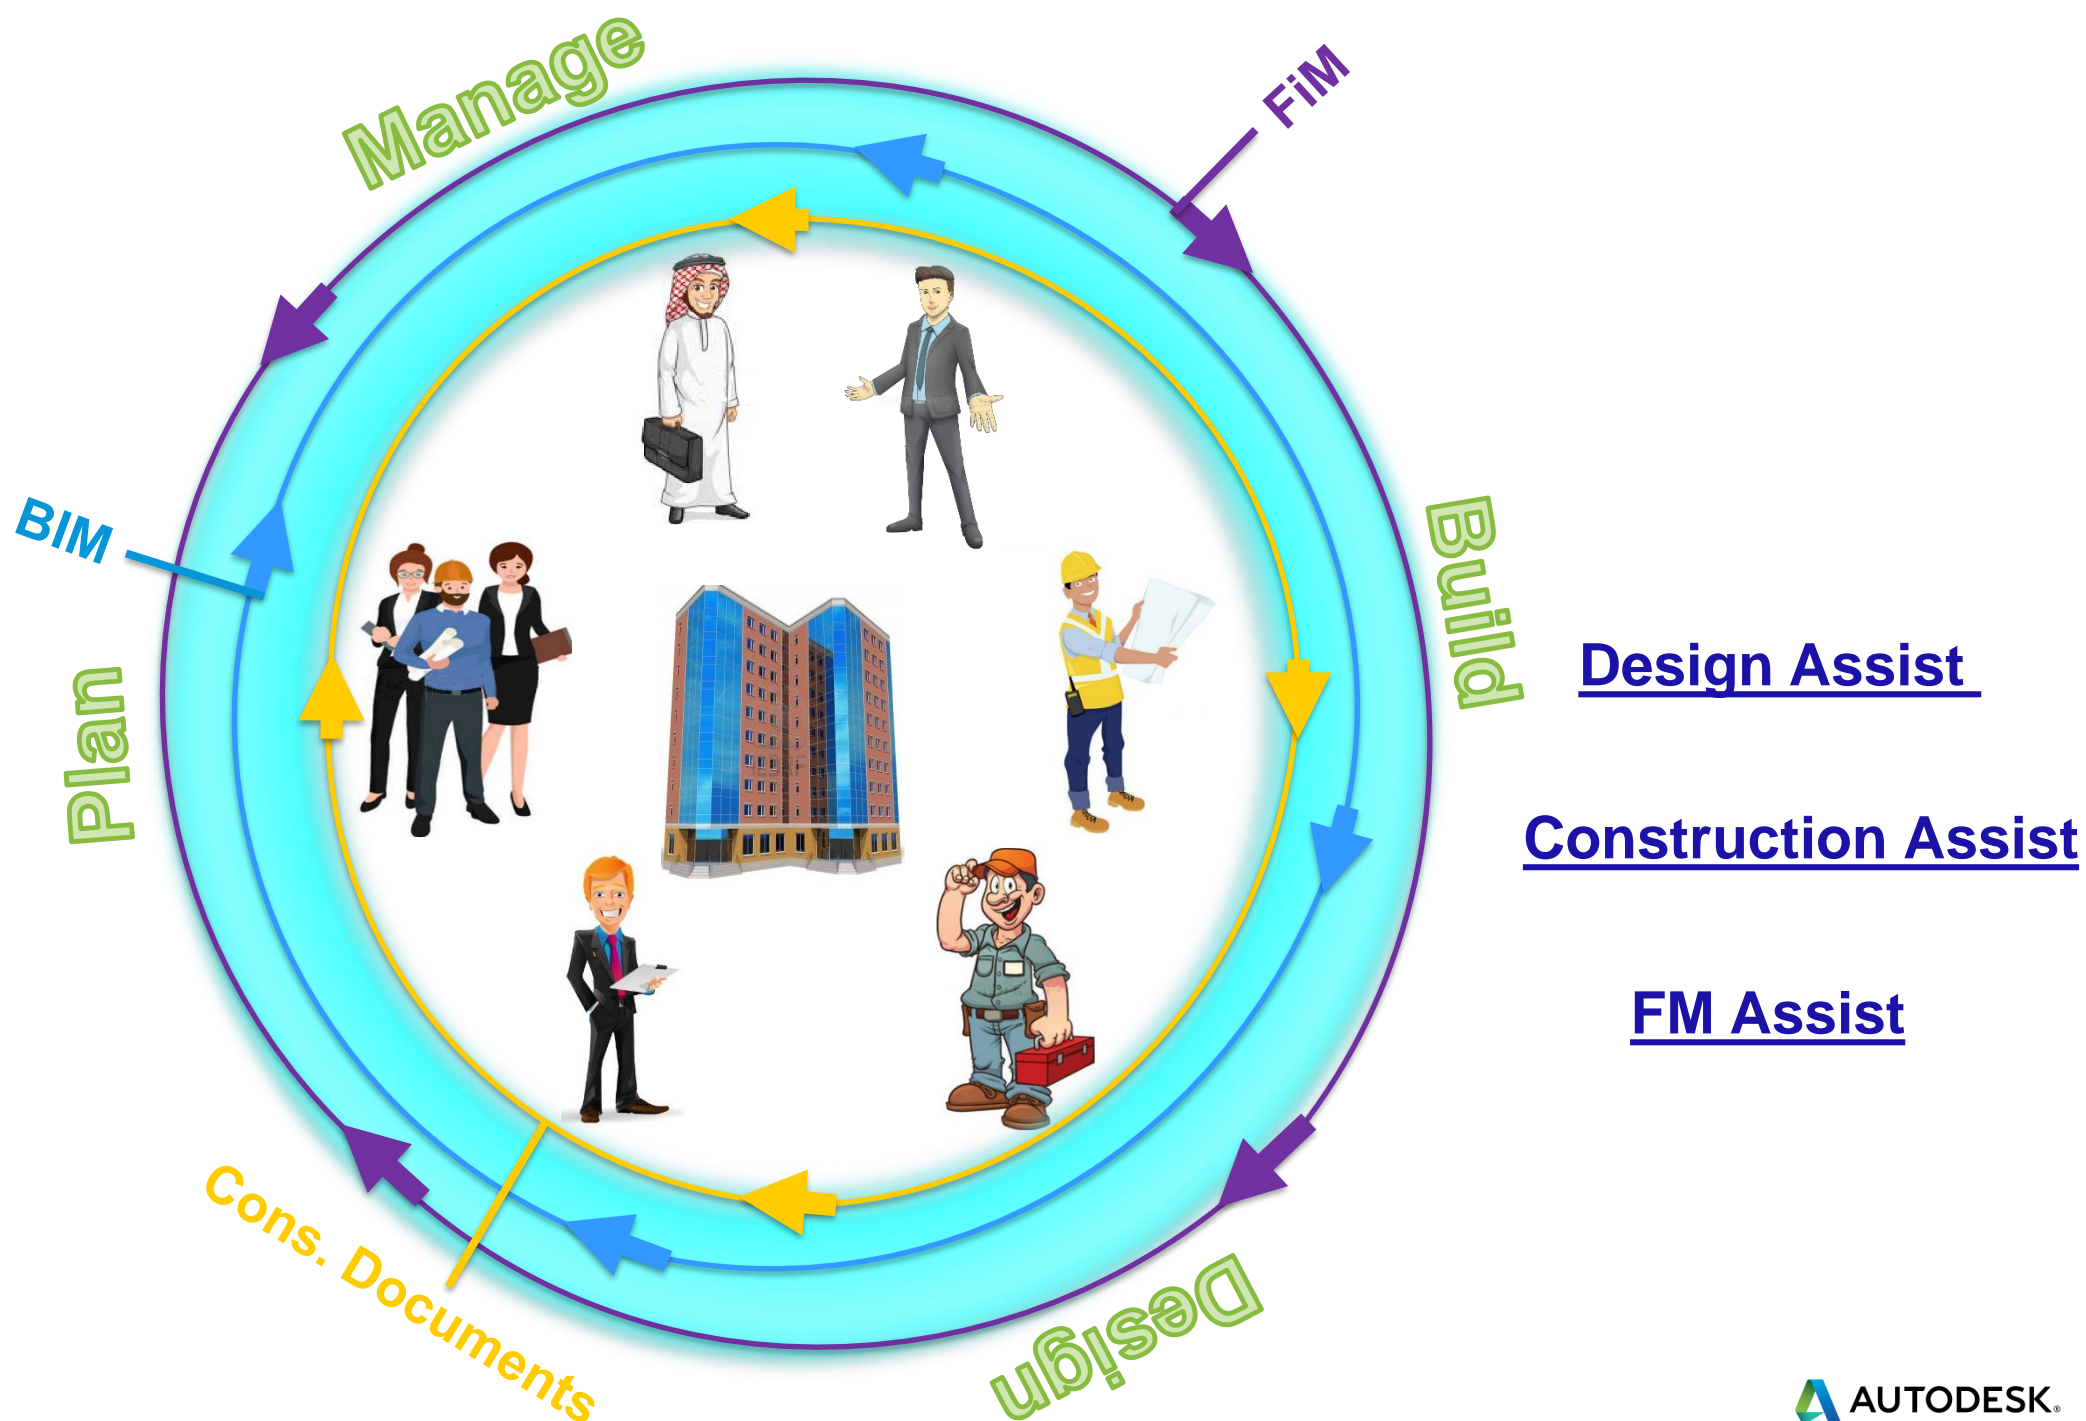 Manage
FiM
BIM
Build
Plan
Design Assist
Construction Assist
FM Assist
Cons. Documents
Design
AUTODESK®